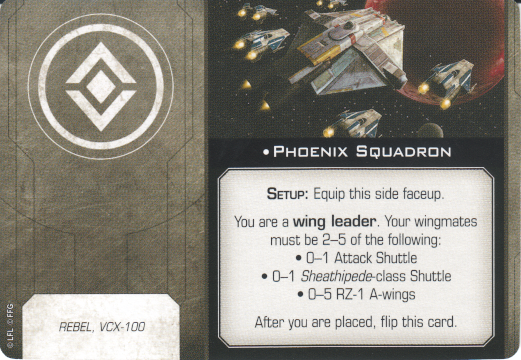 •PHOENIX SQUADRON
SETUP: Equip this side faceup.
You are a wing leader. Your wingmates
must be 2–5 of the following:
• 0–1 Attack Shuttle
• 0–1 Sheathipede-class Shuttle
• 0–5 RZ-1 A-wings
After you are placed, flip this card.
REBEL, VCX-100
© LFL © FFG